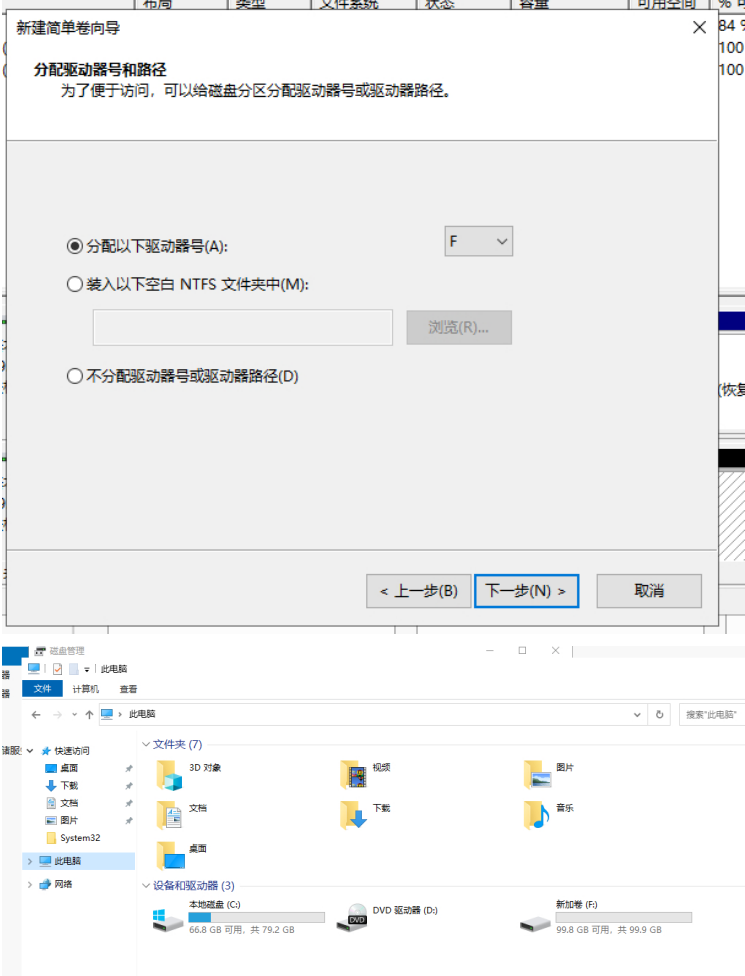 布局 类型 文件系统 状态 容量 可用空间 %
新建简单卷向导
84 %
100
100
分配驱动器号和路径
为了便于访问，可以给磁盘分区分配驱动器号或驱动器路径。
分配以下驱动器号(A):
F
装入以下空白 NTFS 文件夹中(M):
浏览(R)...
不分配驱动器号或驱动器路径(D)
(恢复
< 上一步(B) 下一步(N) > 取消
磁盘管理
此电脑
文件 计算机 查看
此电脑
搜索"此电脑"
快速访问
桌面
下载
文档
图片
System32
此电脑
网络
文件夹 (7)
3D 对象 视频 图片
文档 下载 音乐
桌面
设备和驱动器 (3)
本地磁盘 (C:)
66.8 GB 可用，共 79.2 GB
DVD 驱动器 (D:)
DVD
新加卷 (F:)
99.8 GB 可用，共 99.9 GB